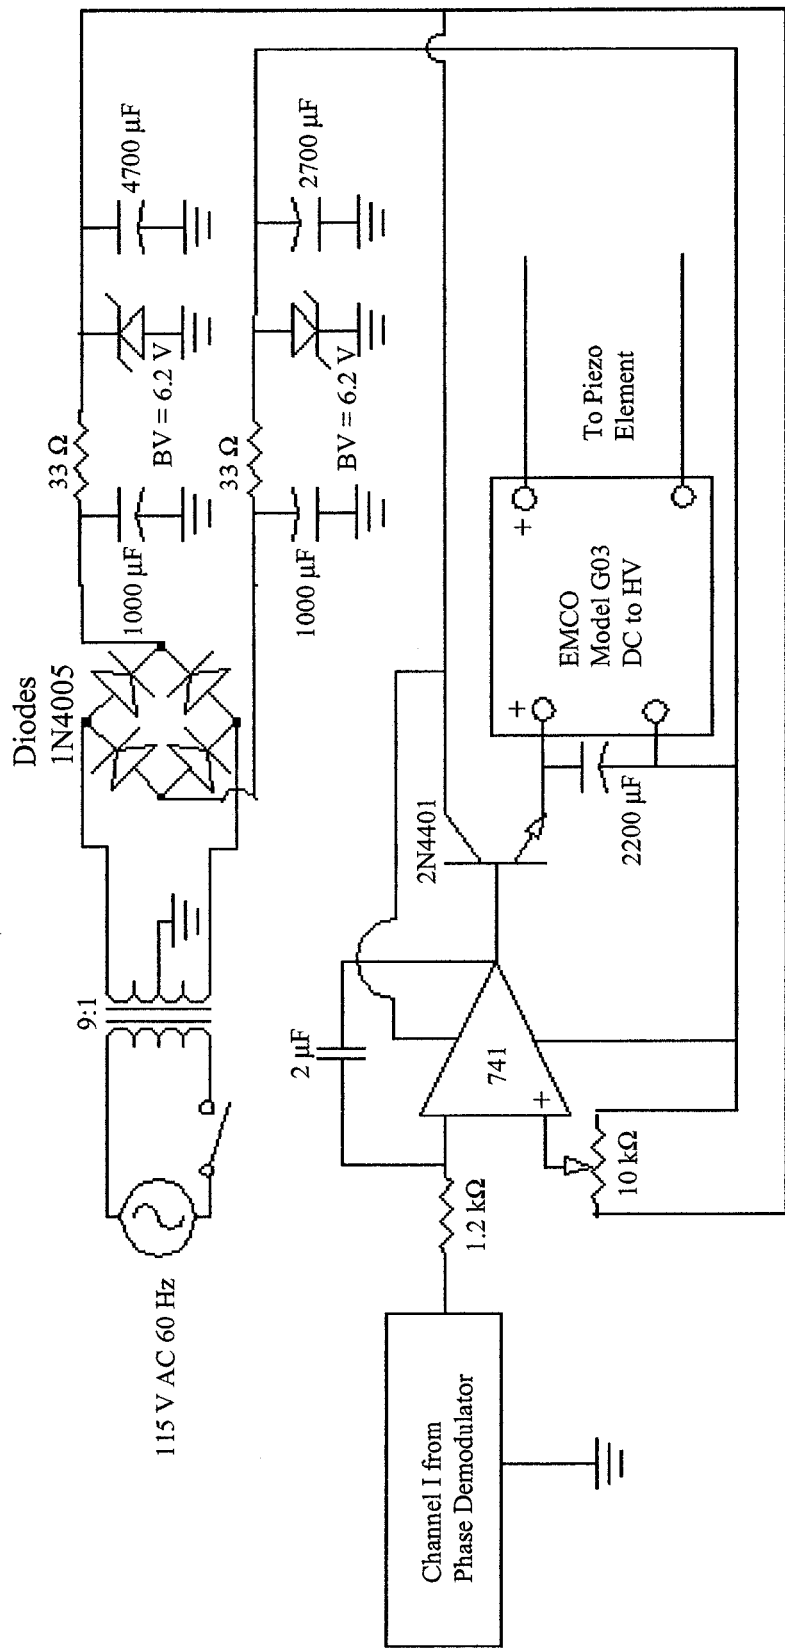 115 V AC 60 Hz
9:1
Diodes
1N4005
1000 µF
33 Ω
BV = 6.2 V
4700 µF
1000 µF
33 Ω
BV = 6.2 V
2700 µF
Channel I from
Phase Demodulator
1.2 kΩ
2 µF
741
+
10 kΩ
2N4401
2200 µF
+
EMCO
Model G03
DC to HV
+
To Piezo
Element